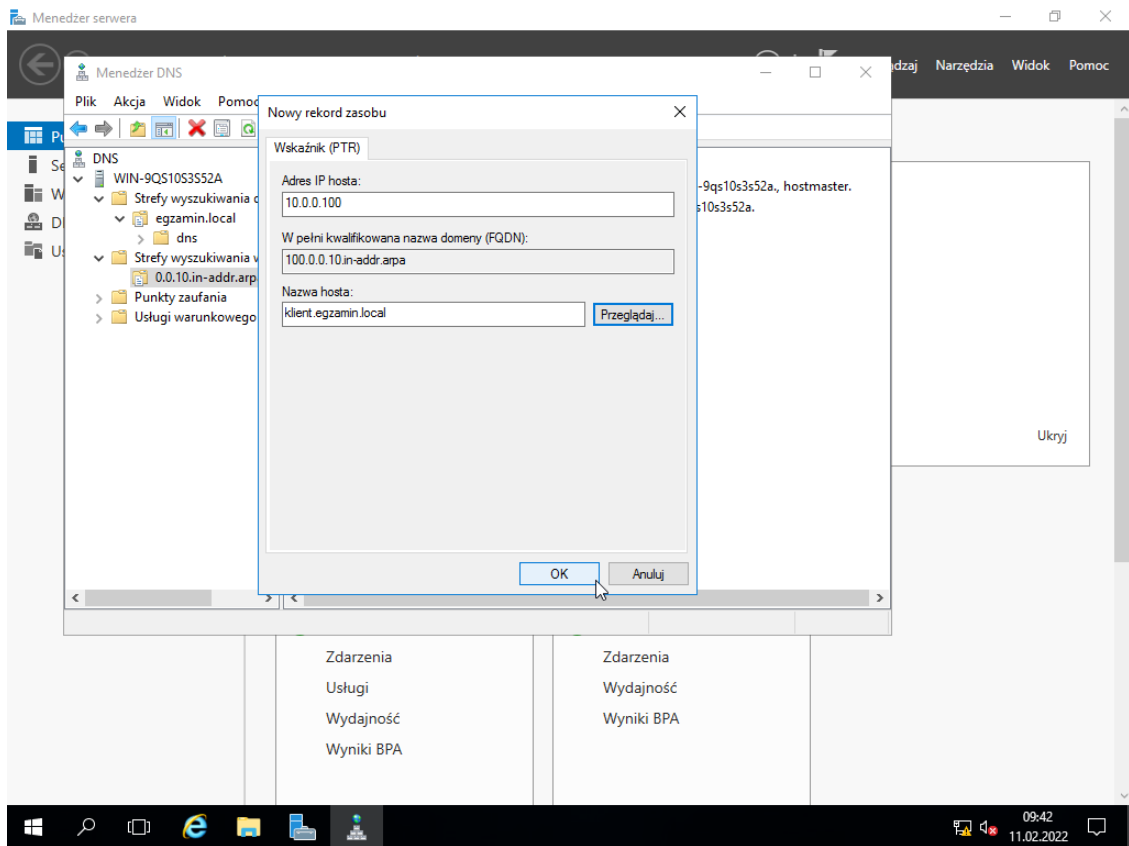 Menedżer serwera
Narzędzia Widok Pomoc
Menedżer DNS
Plik Akcja Widok
Nowy rekord zasobu
Wskaźnik (PTR)
DNS
WIN-9QS10S3S52A
Strefy wyszukiwania
egzamin.local
dns
Strefy wyszukiwania
0.0.10.in-addr.arp
Punkty zaufania
Usługi warunkowego
Adres IP hosta:
10.0.0.100
W pełni kwalifikowana nazwa domeny (FQDN):
100.0.0.10.in-addr.arpa
Nazwa hosta:
klient.egzamin.local
Przeglądaj...
-9qs10s3s52a., hostmaster.
s10s3s52a.
Ukryj
OK Anuluj
Zdarzenia
Usługi
Wydajność
Wyniki BPA
Zdarzenia
Wydajność
Wyniki BPA
09:42
11.02.2022